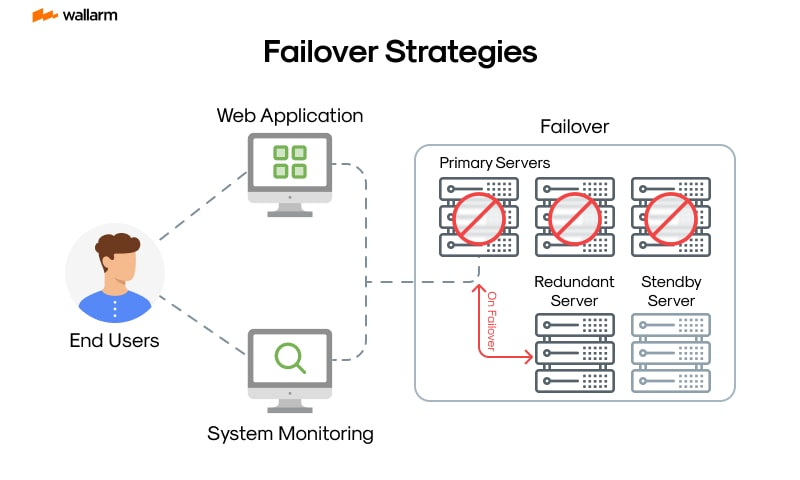 wallarm
Failover Strategies
Web Application
Failover
Primary Servers
End Users
On Failover
Redundant
Server
Stendby
Server
System Monitoring